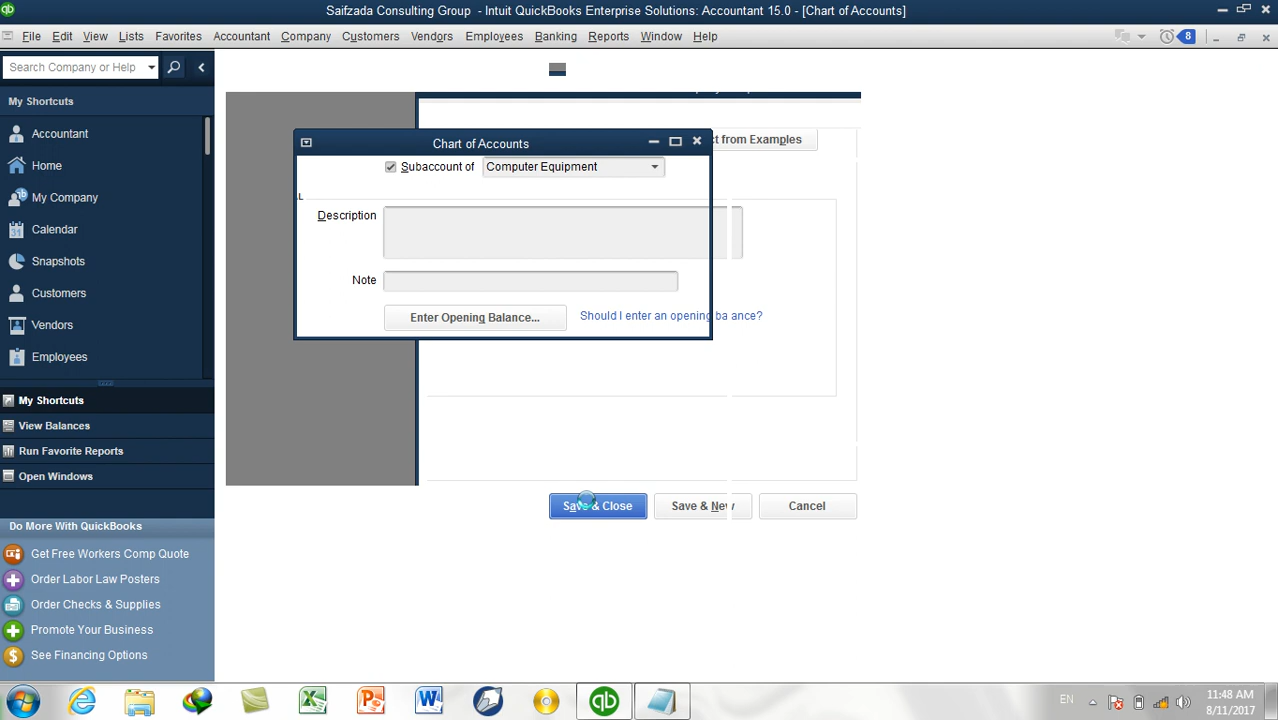 Saifzada Consulting Group - Intuit QuickBooks Enterprise Solutions: Accountant 15.0 - [Chart of Accounts]
File Edit View Lists Favorites Accountant Company Customers Vendors Employees Banking Reports Window Help
8
Search Company or Help
My Shortcuts
Accountant
Home
My Company
Calendar
Snapshots
Customers
Vendors
Employees
My Shortcuts
View Balances
Run Favorite Reports
Open Windows
Do More With QuickBooks
Get Free Workers Comp Quote
Order Labor Law Posters
Order Checks & Supplies
Promote Your Business
See Financing Options
Chart of Accounts
from Examples
Subaccount of Computer Equipment
Description
Note
Enter Opening Balance... Should I enter an opening ba ance?
Save & Close Save & New Cancel
EN
11:48 AM
8/11/2017